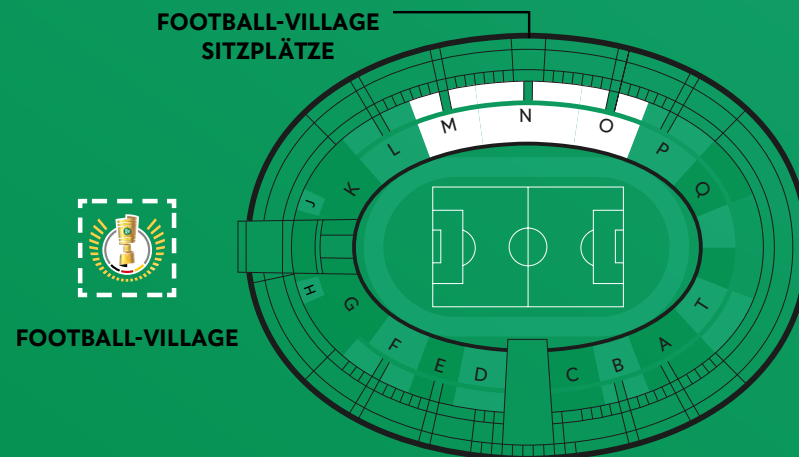 FOOTBALL-VILLAGE
SITZPLÄTZE
M
N
O
L
P
K
Q
J
H
G
T
F
A
E
B
D
C
FOOTBALL-VILLAGE